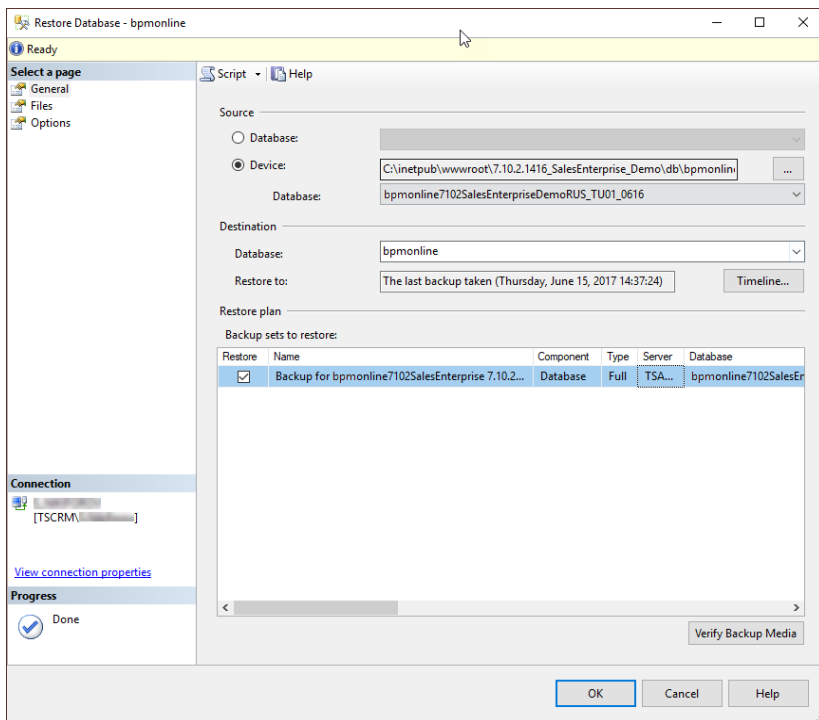 Restore Database - bpmonline
Ready
Select a page
General
Files
Options
Script
Help
Source
Database:
Device:
C:\inetpub\wwwroot\7.10.2.1416_SalesEnterprise_Demo\db\bpmonlin
...
Database:
bpmonline7102SalesEnterpriseDemoRUS_TU01_0616
Destination
Database:
bpmonline
Restore to:
The last backup taken (Thursday, June 15, 2017 14:37:24)
Timeline...
Restore plan
Backup sets to restore:
Restore Name Component Type Server Database
Backup for bpmonline7102SalesEnterprise 7.10.2... Database Full TSA... bpmonline7102SalesEr
Connection
[TSCRM\ ]
View connection properties
Progress
Done
Verify Backup Media
OK
Cancel
Help